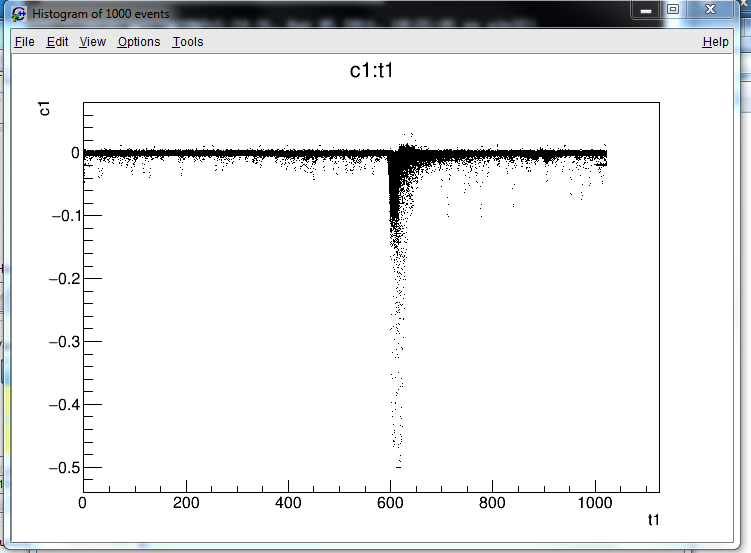 Histogram of 1000 events
File Edit View Options Tools Help
c1:t1
c1
0
−0.1
−0.2
−0.3
−0.4
−0.5
0 200 400 600 800 1000
t1